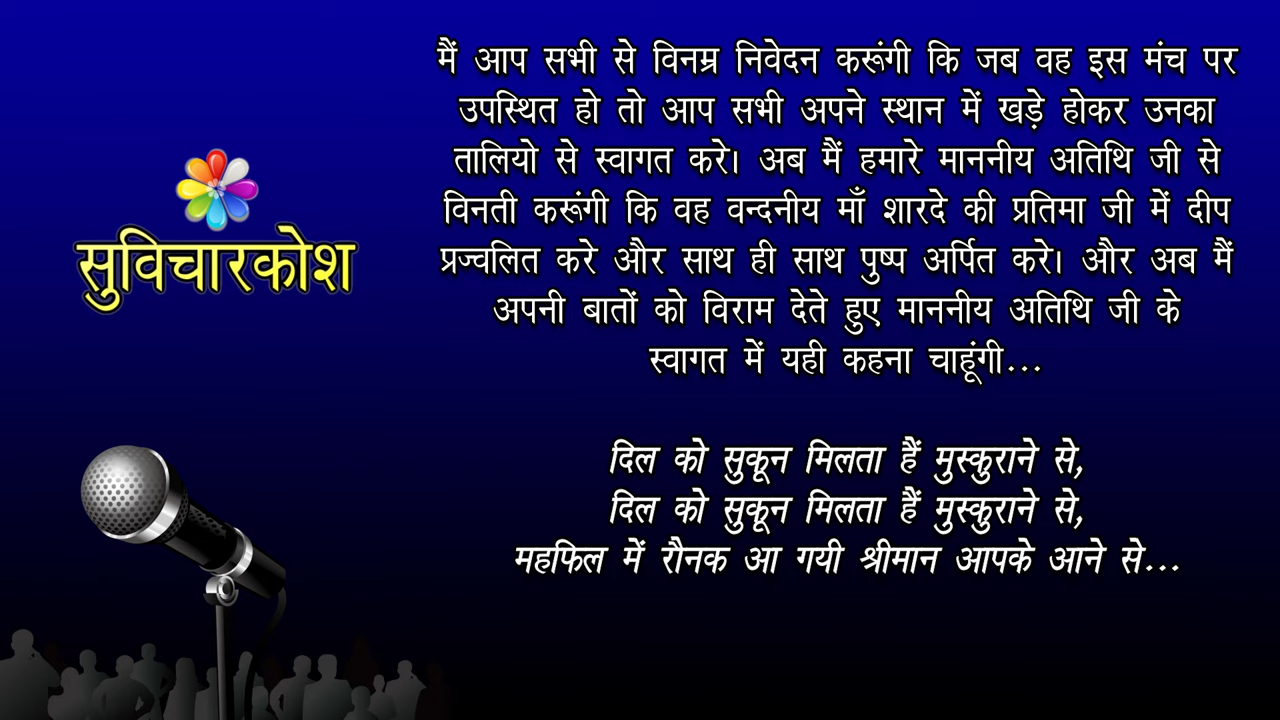 मैं आप सभी से विनम्र निवेदन करूंगी कि जब वह इस मंच पर
उपस्थित हो तो आप सभी अपने स्थान में खड़े होकर उनका
तालियो से स्वागत करे। अब मैं हमारे माननीय अतिथि जी से
विनती करूंगी कि वह वन्दनीय माँ शारदे की प्रतिमा जी में दीप
प्रज्वलित करे और साथ ही साथ पुष्प अर्पित करे। और अब मैं
अपनी बातों को विराम देते हुए माननीय अतिथि जी के
स्वागत में यही कहना चाहूंगी...
सुविचारकोश
दिल को सुकून मिलता हैं मुस्कुराने से,
दिल को सुकून मिलता हैं मुस्कुराने से,
महफिल में रौनक आ गयी श्रीमान आपके आने से...